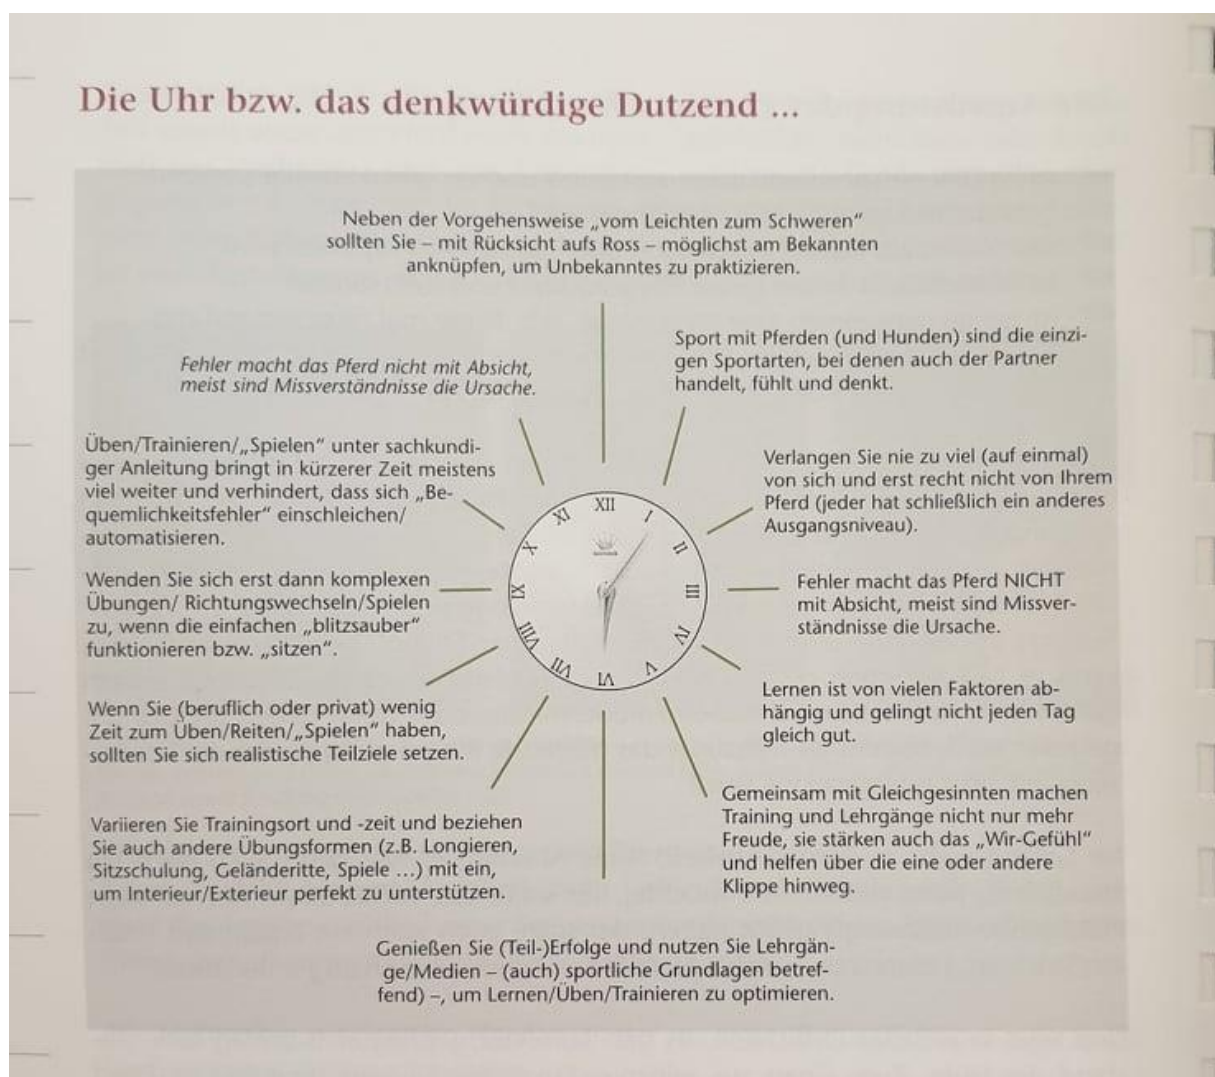 Die Uhr bzw. das denkwürdige Dutzend ...
Neben der Vorgehensweise „vom Leichten zum Schweren“
sollten Sie – mit Rücksicht aufs Ross – möglichst am Bekannten
anknüpfen, um Unbekanntes zu praktizieren.
Sport mit Pferden (und Hunden) sind die einzi-
gen Sportarten, bei denen auch der Partner
handelt, fühlt und denkt.
Verlangen Sie nie zu viel (auf einmal)
von sich und erst recht nicht von Ihrem
Pferd (jeder hat schließlich ein anderes
Ausgangsniveau).
Fehler macht das Pferd NICHT
mit Absicht, meist sind Missver-
ständnisse die Ursache.
Lernen ist von vielen Faktoren ab-
hängig und gelingt nicht jeden Tag
gleich gut.
Gemeinsam mit Gleichgesinnten machen
Training und Lehrgänge nicht nur mehr
Freude, sie stärken auch das „Wir-Gefühl“
und helfen über die eine oder andere
Klippe hinweg.
Genießen Sie (Teil-)Erfolge und nutzen Sie Lehrgän-
ge/Medien – (auch) sportliche Grundlagen betref-
fend) –, um Lernen/Üben/Trainieren zu optimieren.
Variieren Sie Trainingsort und -zeit und beziehen
Sie auch andere Übungsformen (z.B. Longieren,
Sitzschulung, Geländeritte, Spiele ...) mit ein,
um Interieur/Exterieur perfekt zu unterstützen.
Wenn Sie (beruflich oder privat) wenig
Zeit zum Üben/Reiten/„Spielen“ haben,
sollten Sie sich realistische Teilziele setzen.
Wenden Sie sich erst dann komplexen
Übungen/ Richtungswechseln/Spielen
zu, wenn die einfachen „blitzsauber“
funktionieren bzw. „sitzen“.
Üben/Trainieren/„Spielen“ unter sachkundi-
ger Anleitung bringt in kürzerer Zeit meistens
viel weiter und verhindert, dass sich „Be-
quemlichkeitsfehler“ einschleichen/
automatisieren.
Fehler macht das Pferd nicht mit Absicht,
meist sind Missverständnisse die Ursache.
XII
I
II
III
IV
V
VI
VII
VIII
IX
X
XI